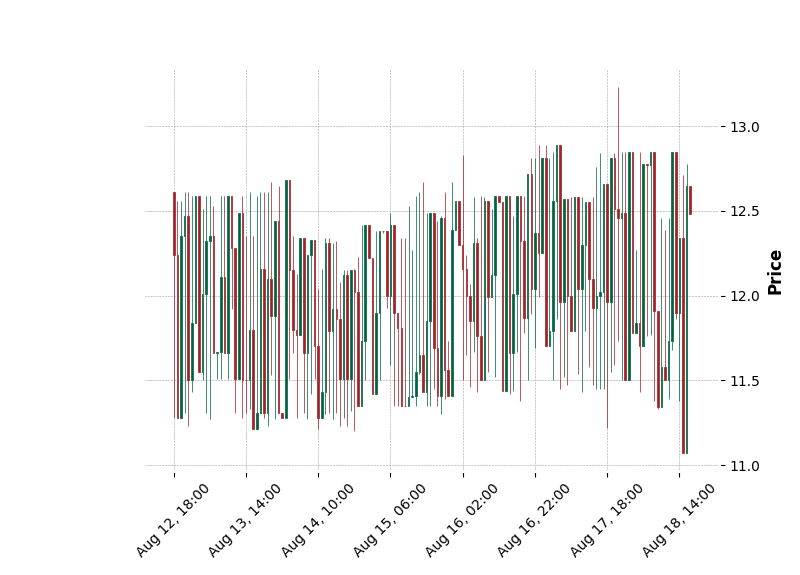 13.0
12.5
12.0
11.5
11.0
Price
Aug 12, 18:00
Aug 13, 14:00
Aug 14, 10:00
Aug 15, 06:00
Aug 16, 02:00
Aug 16, 22:00
Aug 17, 18:00
Aug 18, 14:00